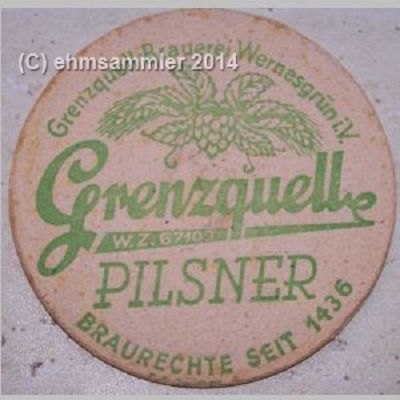 (C) ehmsammler 2014
Grenzquell-Brauerei Wernesgrün i.V.
Grenzquell
W.Z. 67103
PILSNER
BRAURECHTE SEIT 1436